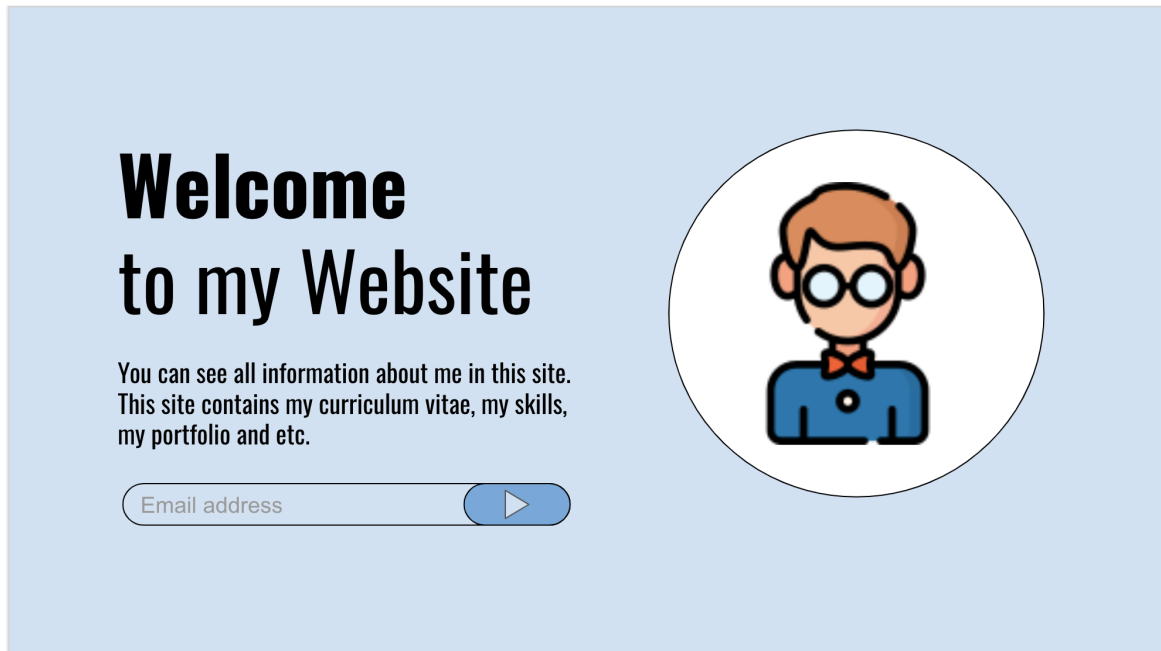 Welcome
to my Website
You can see all information about me in this site.
This site contains my curriculum vitae, my skills,
my portfolio and etc.
Email address